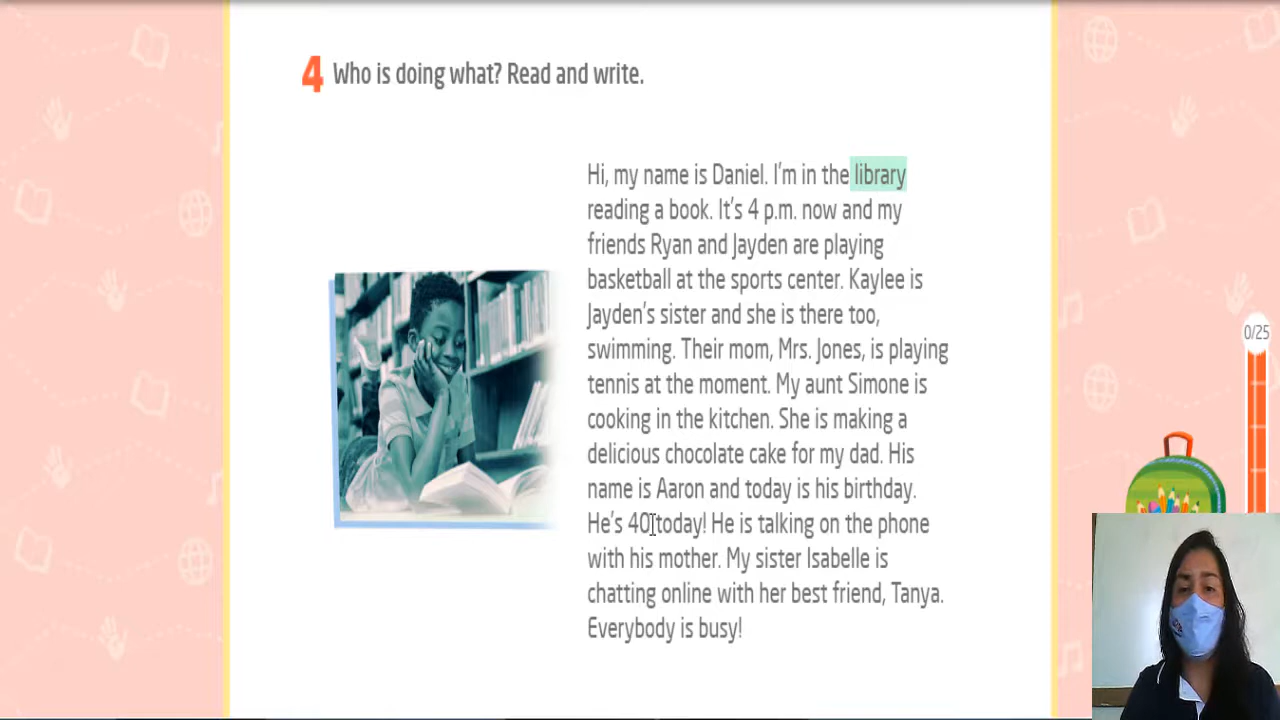 4 Who is doing what? Read and write.
Hi, my name is Daniel. I'm in the library
reading a book. It's 4 p.m. now and my
friends Ryan and Jayden are playing
basketball at the sports center. Kaylee is
Jayden's sister and she is there too,
swimming. Their mom, Mrs. Jones, is playing
tennis at the moment. My aunt Simone is
cooking in the kitchen. She is making a
delicious chocolate cake for my dad. His
name is Aaron and today is his birthday.
He's 40 today! He is talking on the phone
with his mother. My sister Isabelle is
chatting online with her best friend, Tanya.
Everybody is busy!
0/25